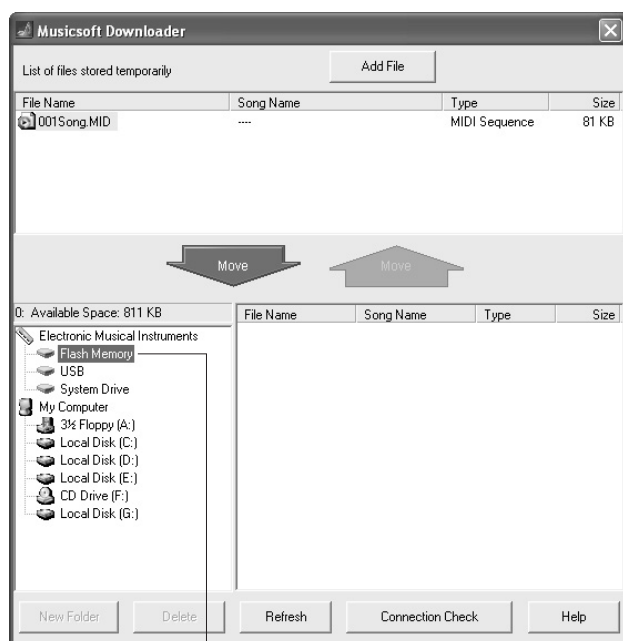 Musicsoft Downloader
List of files stored temporarily Add File
File Name Song Name Type Size
001Song.MID ---- MIDI Sequence 81 KB
Move Move
0: Available Space: 811 KB
File Name Song Name Type Size
Electronic Musical Instruments
Flash Memory
USB
System Drive
My Computer
3½ Floppy (A:)
Local Disk (C:)
Local Disk (D:)
Local Disk (E:)
CD Drive (F:)
Local Disk (G:)
New Folder Delete Refresh Connection Check Help